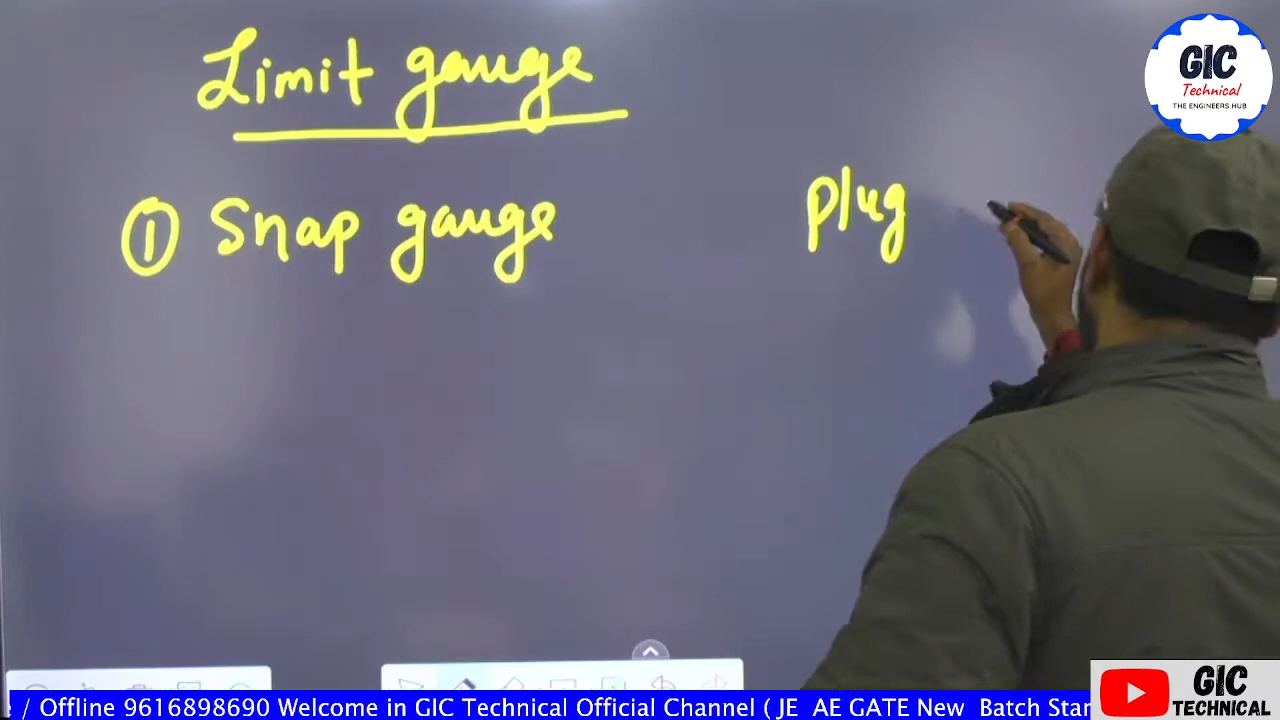 Limit gauge
① Snap gauge
Plug
GIC
Technical
THE ENGINEERS HUB
/ Offline 9616898690 Welcome in GIC Technical Official Channel ( JE AE GATE New Batch Star
GIC
TECHNICAL